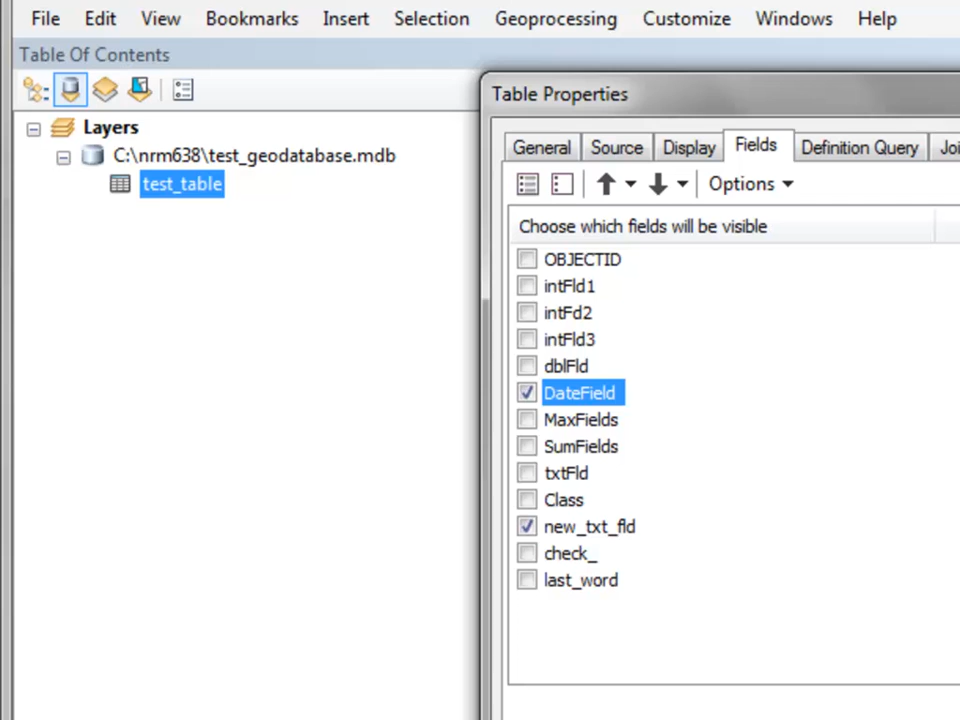 File Edit View Bookmarks Insert Selection Geoprocessing Customize Windows Help
Table Of Contents
Layers
C:\nrm638\test_geodatabase.mdb
test_table
Table Properties
General Source Display Fields Definition Query Joi
Options
Choose which fields will be visible
OBJECTID
intFld1
intFd2
intFld3
dblFld
DateField
MaxFields
SumFields
txtFld
Class
new_txt_fld
check_
last_word